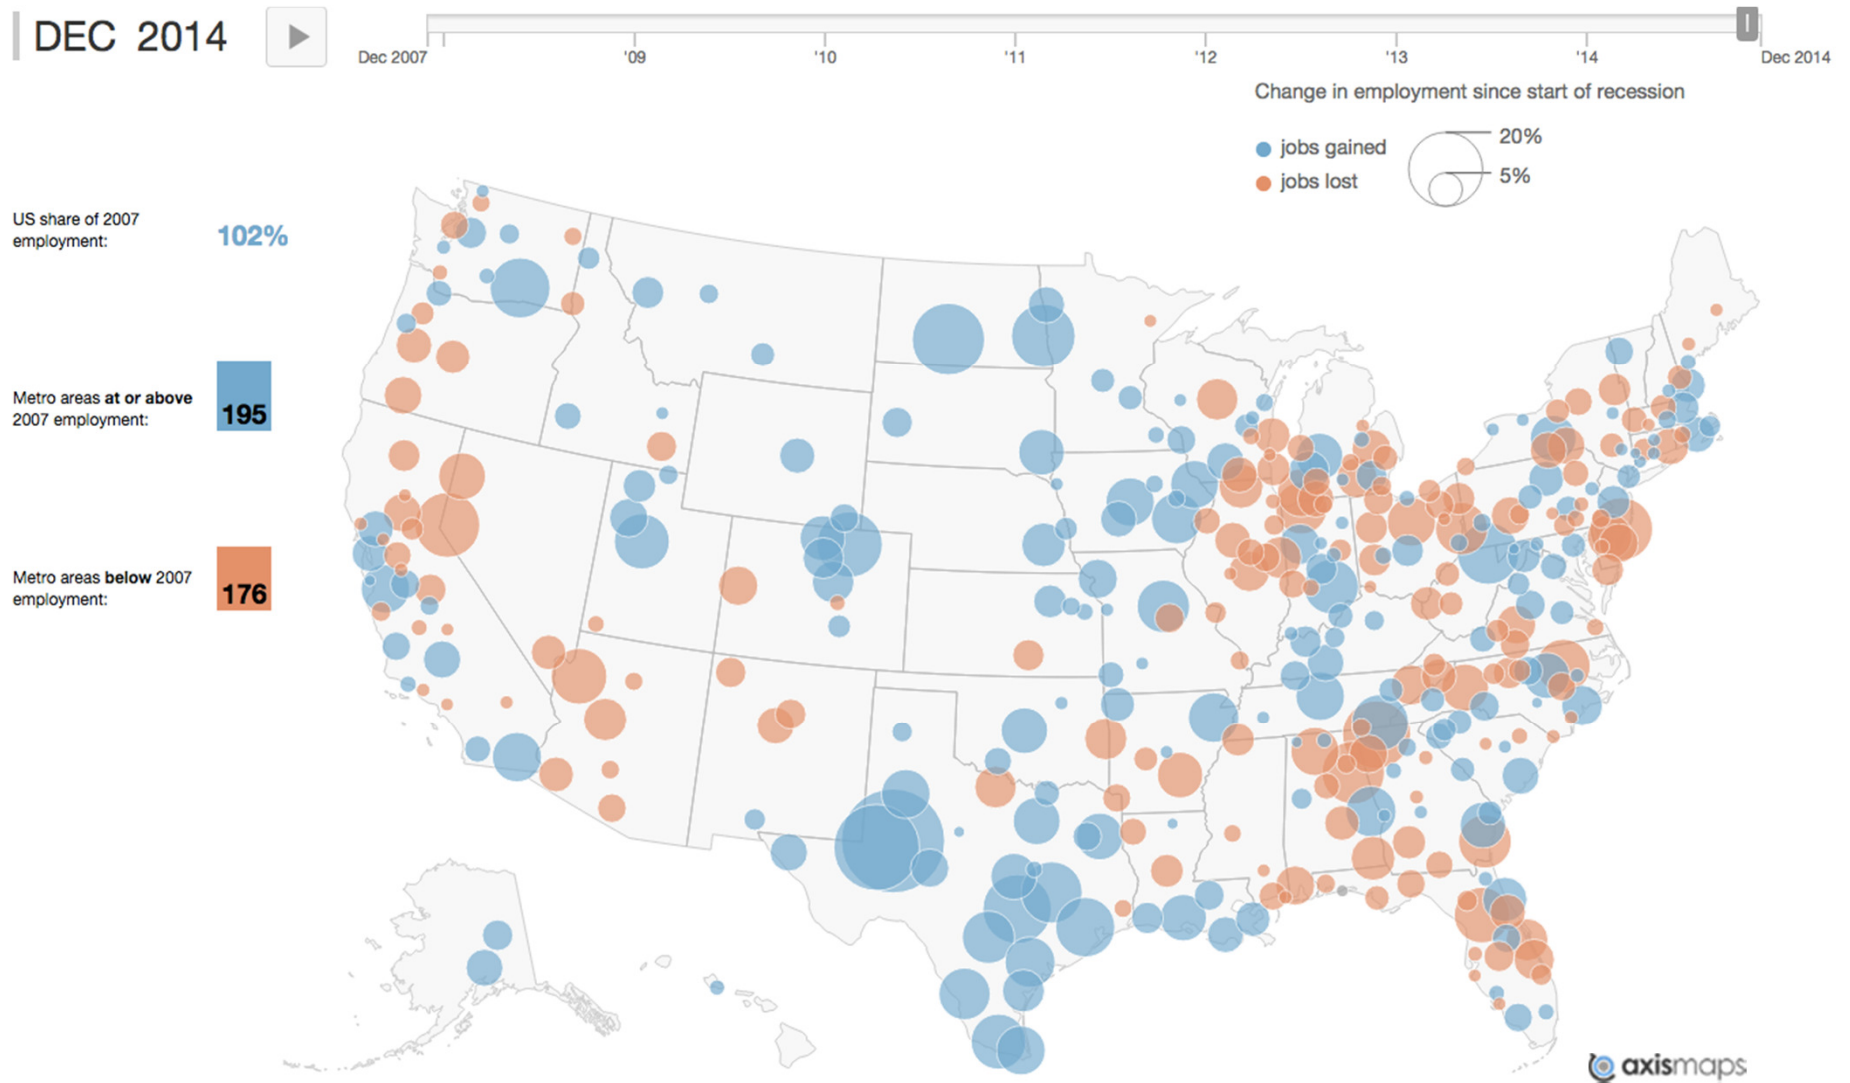 DEC 2014
Dec 2007
'09
'10
'11
'12
'13
'14
Dec 2014
Change in employment since start of recession
jobs gained
jobs lost
20%
5%
US share of 2007
employment:
102%
Metro areas at or above
2007 employment:
195
Metro areas below 2007
employment:
176
axismaps